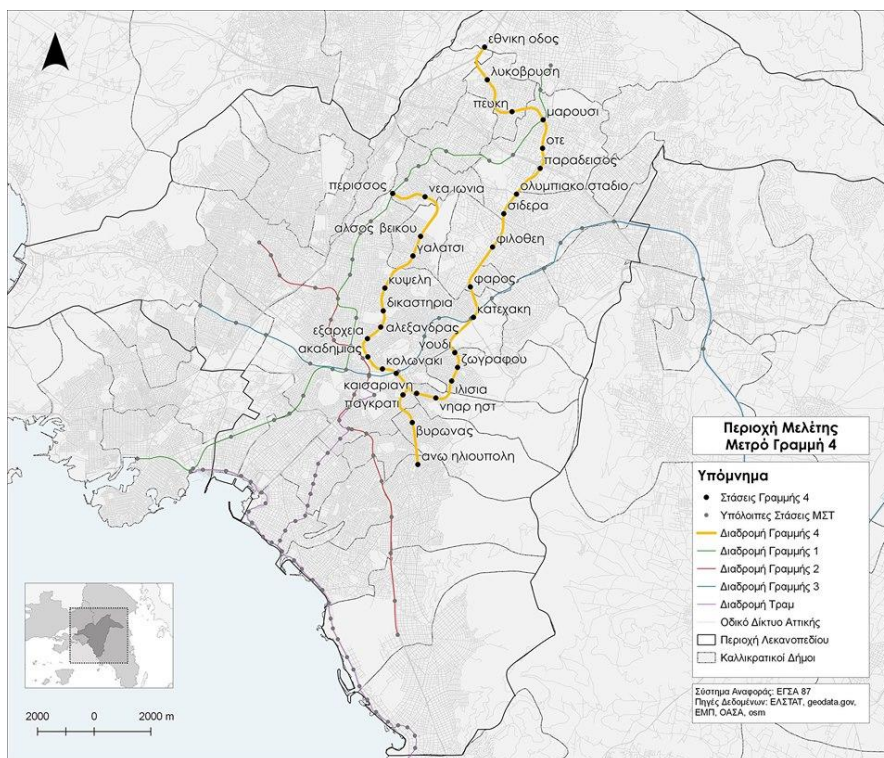 εθνικη οδος
λυκοβρυση
πευκη
μαρουσι
οτε
παραδεισος
ολυμπιακο σταδιο
περισσος
νεα ιωνια
σιδερα
αλσος βεικου
γαλατσι
φιλοθεη
κυψελη
φαρος
δικαστηρια
κατεχακη
εξαρχεια
αλεξανδρας
ακαδημιας
γουδι
κολωνακι
ζωγραφου
καισαριανη
ιλισια
παγκρατι
νηαρ ηστ
βυρωνας
ανω ηλιουπολη
Περιοχή Μελέτης
Μετρό Γραμμή 4
Υπόμνημα
Στάσεις Γραμμής 4
Υπόλοιπες Στάσεις ΜΣΤ
Διαδρομή Γραμμής 4
Διαδρομή Γραμμής 1
Διαδρομή Γραμμής 2
Διαδρομή Γραμμής 3
Διαδρομή Τραμ
Οδικό Δίκτυο Αττικής
Περιοχή Λεκανοπεδίου
Καλλικρατικοί Δήμοι
Σύστημα Αναφοράς: ΕΓΣΑ 87
Πηγές Δεδομένων: ΕΛΣΤΑΤ, geodata.gov,
ΕΜΠ, ΟΑΣΑ, osm
2000 0 2000 m